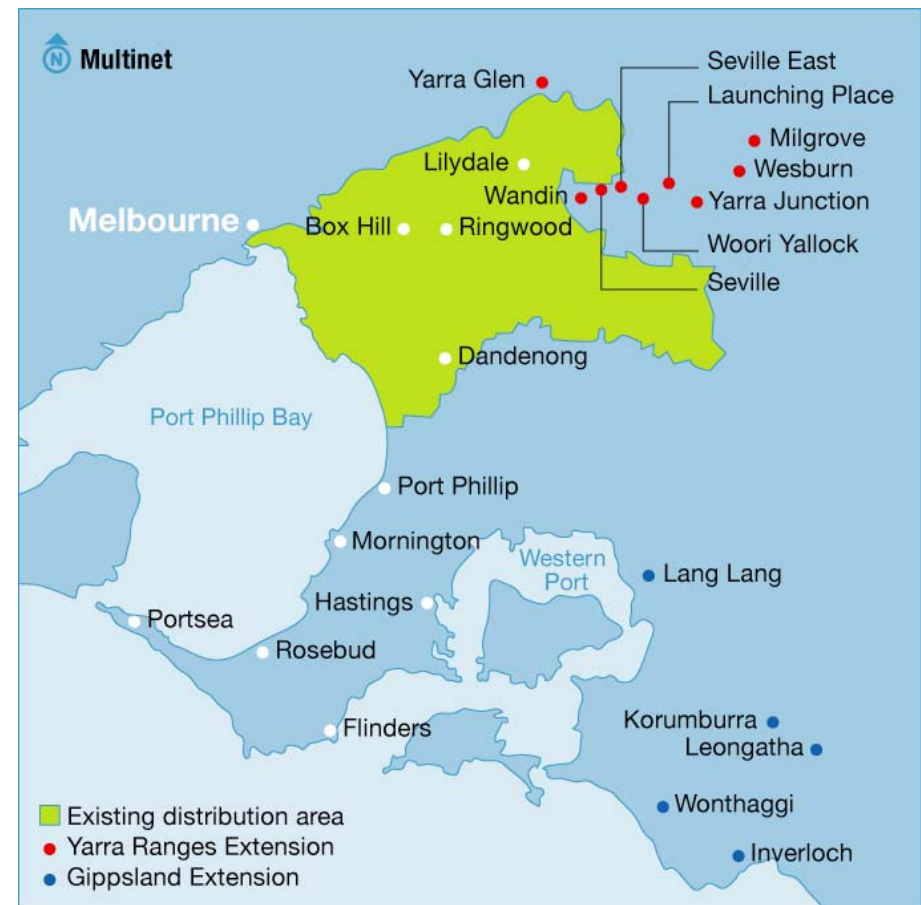 N Multinet
Seville East
Yarra Glen
Launching Place
Milgrove
Lilydale
Wesburn
Wandin
Yarra Junction
Melbourne
Box Hill
Ringwood
Woori Yallock
Seville
Dandenong
Port Phillip Bay
Port Phillip
Mornington
Western
Port
Lang Lang
Hastings
Portsea
Rosebud
Korumburra
Flinders
Leongatha
Wonthaggi
Existing distribution area
Yarra Ranges Extension
Inverloch
Gippsland Extension